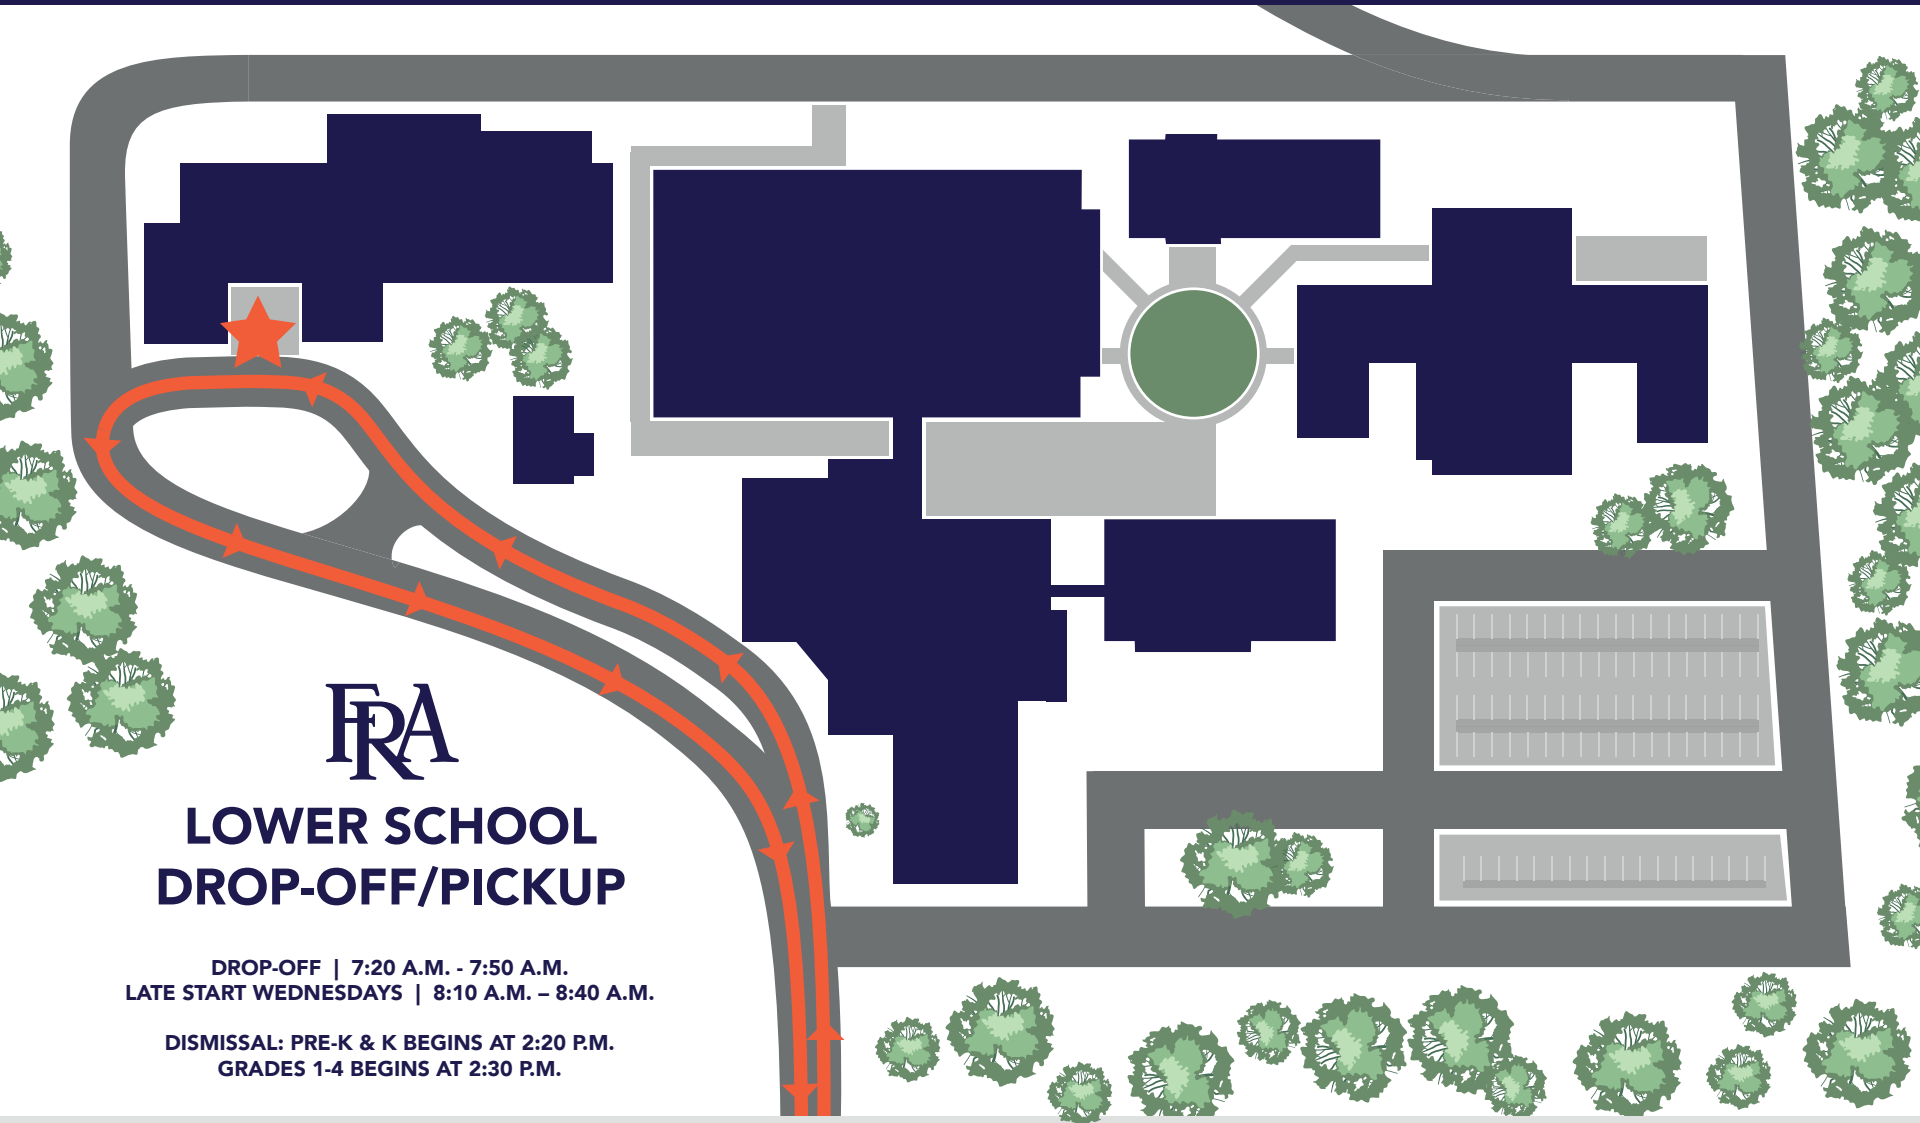 FRA
LOWER SCHOOL
DROP-OFF/PICKUP
DROP-OFF | 7:20 A.M. - 7:50 A.M.
LATE START WEDNESDAYS | 8:10 A.M. – 8:40 A.M.
DISMISSAL: PRE-K & K BEGINS AT 2:20 P.M.
GRADES 1-4 BEGINS AT 2:30 P.M.